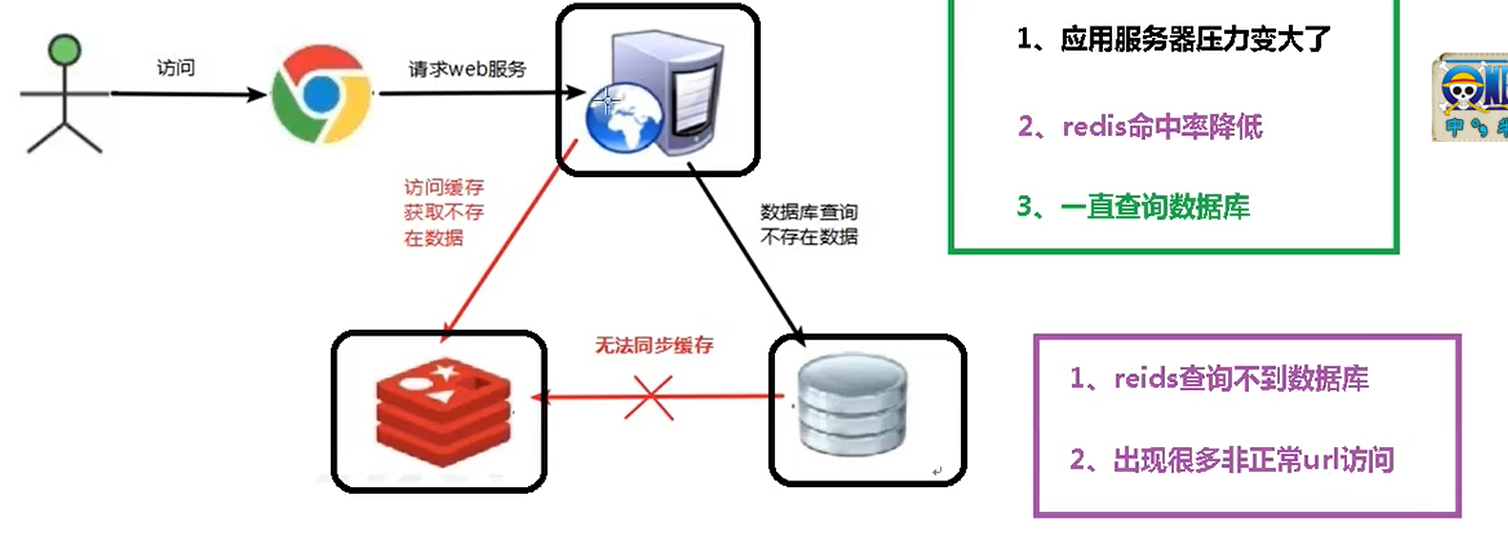 访问
请求web服务
1、应用服务器压力变大了
2、redis命中率降低
3、一直查询数据库
访问缓存
获取不存
在数据
数据库查询
不存在数据
无法同步缓存
1、reids查询不到数据库
2、出现很多非正常url访问